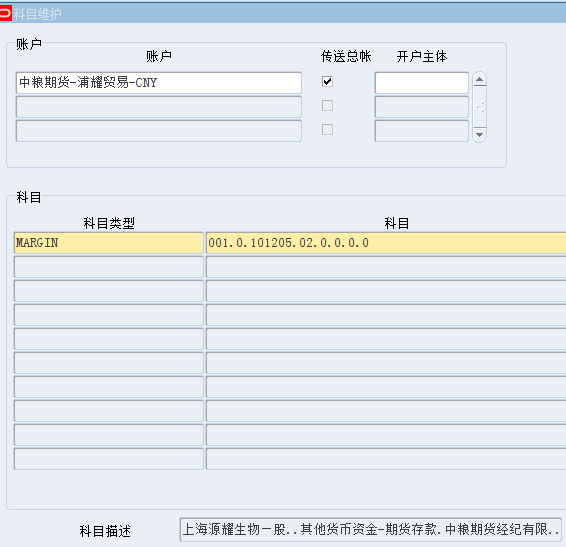 科目维护
账户
账户 传送总帐 开户主体
中粮期货-浦耀贸易-CNY
科目
科目类型 科目
MARGIN 001.0.101205.02.0.0.0.0
科目描述 上海源耀生物－股..其他货币资金-期货存款.中粮期货经纪有限..